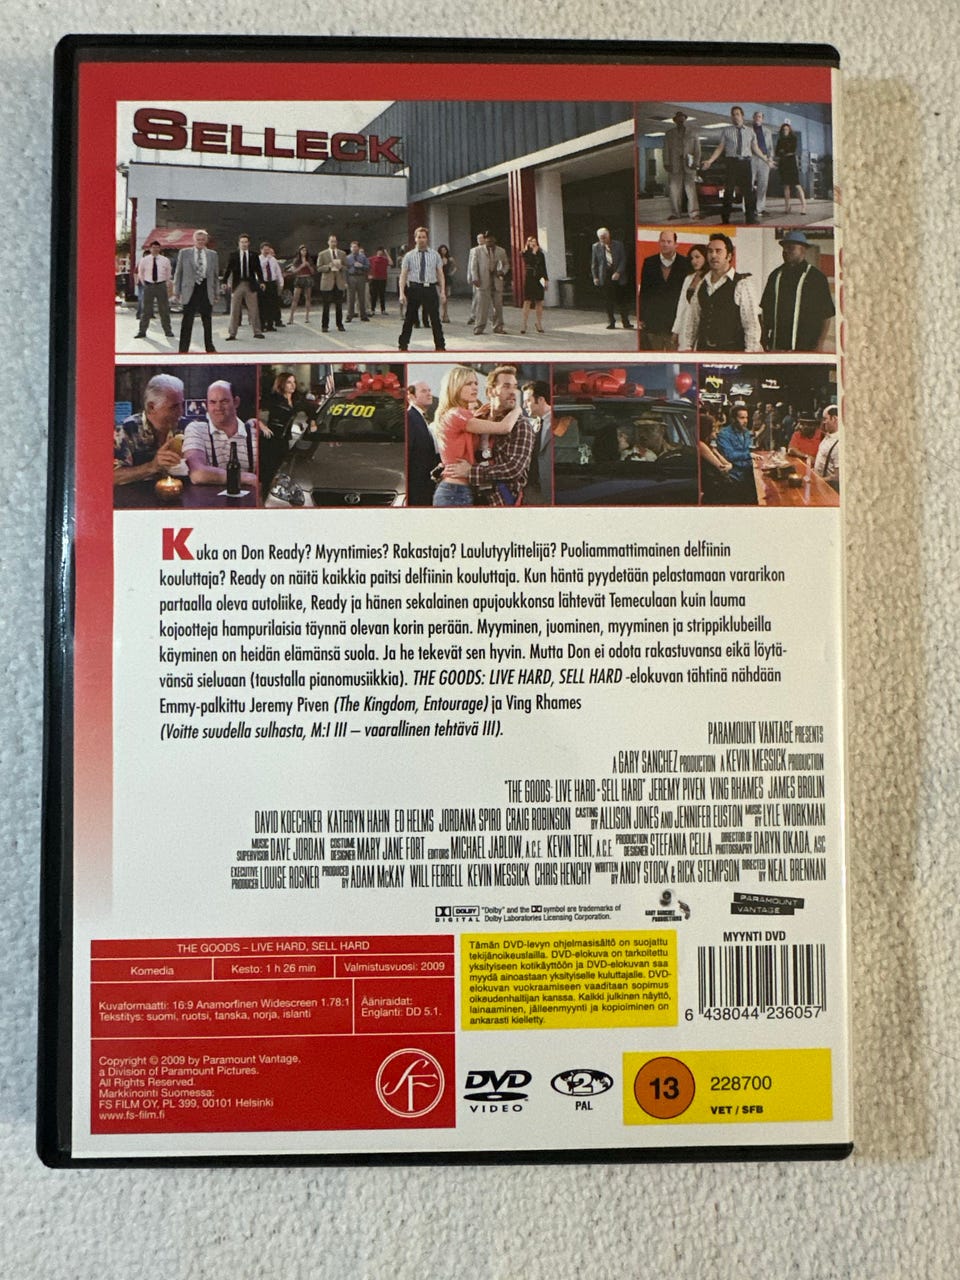 SELLECK
$6700
Kuka on Don Ready? Myyntimies? Rakastaja? Laulutyylittelijä? Puoliammattimainen delfiinin
kouluttaja? Ready on näitä kaikkia paitsi delfiinin kouluttaja. Kun häntä pyydetään pelastamaan vararikon
partaalla oleva autoliike, Ready ja hänen sekalainen apujoukkonsa lähtevät Temeculaan kuin lauma
kojootteja hampurilaisia täynnä olevan korin perään. Myyminen, juominen, myyminen ja strippiklubeilla
käyminen on heidän elämänsä suola. Ja he tekevät sen hyvin. Mutta Don ei odota rakastuvansa eikä löytä-
vänsä sieluaan (taustalla pianomusiikkia). THE GOODS: LIVE HARD, SELL HARD -elokuvan tähtinä nähdään
Emmy-palkittu Jeremy Piven (The Kingdom, Entourage) ja Ving Rhames
(Voitte suudella sulhasta, M:I III – vaarallinen tehtävä III).
PARAMOUNT VANTAGE PRESENTS
A GARY SANCHEZ PRODUCTION A KEVIN MESSICK PRODUCTION
"THE GOODS: LIVE HARD • SELL HARD" JEREMY PIVEN VING RHAMES JAMES BROLIN
DAVID KOECHNER KATHRYN HAHN ED HELMS JORDANA SPIRO CRAIG ROBINSON CASTING BY ALLISON JONES AND JENNIFER EUSTON MUSIC BY LYLE WORKMAN
MUSIC SUPERVISOR DAVE JORDAN COSTUME DESIGNER MARY JANE FORT EDITORS MICHAEL JABLOW, A.C.E. KEVIN TENT, A.C.E. PRODUCTION DESIGNER STEFANIA CELLA DIRECTOR OF PHOTOGRAPHY DARYN OKADA, ASC
EXECUTIVE PRODUCER LOUISE ROSNER PRODUCED BY ADAM McKAY WILL FERRELL KEVIN MESSICK CHRIS HENCHY WRITTEN BY ANDY STOCK & RICK STEMPSON DIRECTED BY NEAL BRENNAN
DOLBY DIGITAL
"Dolby" and the DD symbol are trademarks of
Dolby Laboratories Licensing Corporation.
GARY SANCHEZ
PRODUCTIONS
PARAMOUNT
VANTAGE
THE GOODS – LIVE HARD, SELL HARD
Komedia
Kesto: 1 h 26 min
Valmistusvuosi: 2009
Kuvaformaatti: 16:9 Anamorfinen Widescreen 1.78:1
Tekstitys: suomi, ruotsi, tanska, norja, islanti
Ääniraidat:
Englanti: DD 5.1.
Copyright © 2009 by Paramount Vantage,
a Division of Paramount Pictures.
All Rights Reserved.
Markkinointi Suomessa:
FS FILM OY, PL 399, 00101 Helsinki
www.fs-film.fi
SF
Tämän DVD-levyn ohjelmasisältö on suojattu
tekijänoikeuslailla. DVD-elokuva on tarkoitettu
yksityiseen kotikäyttöön ja DVD-elokuvan saa
myydä ainoastaan yksityiselle kuluttajalle. DVD-
elokuvan vuokraamiseen vaaditaan sopimus
oikeudenhaltijan kanssa. Kaikki julkinen näyttö,
lainaaminen, jälleenmyynti ja kopioiminen on
ankarasti kielletty.
MYYNTI DVD
6 438044 236057
DVD
VIDEO
2
PAL
13
228700
VET / SFB